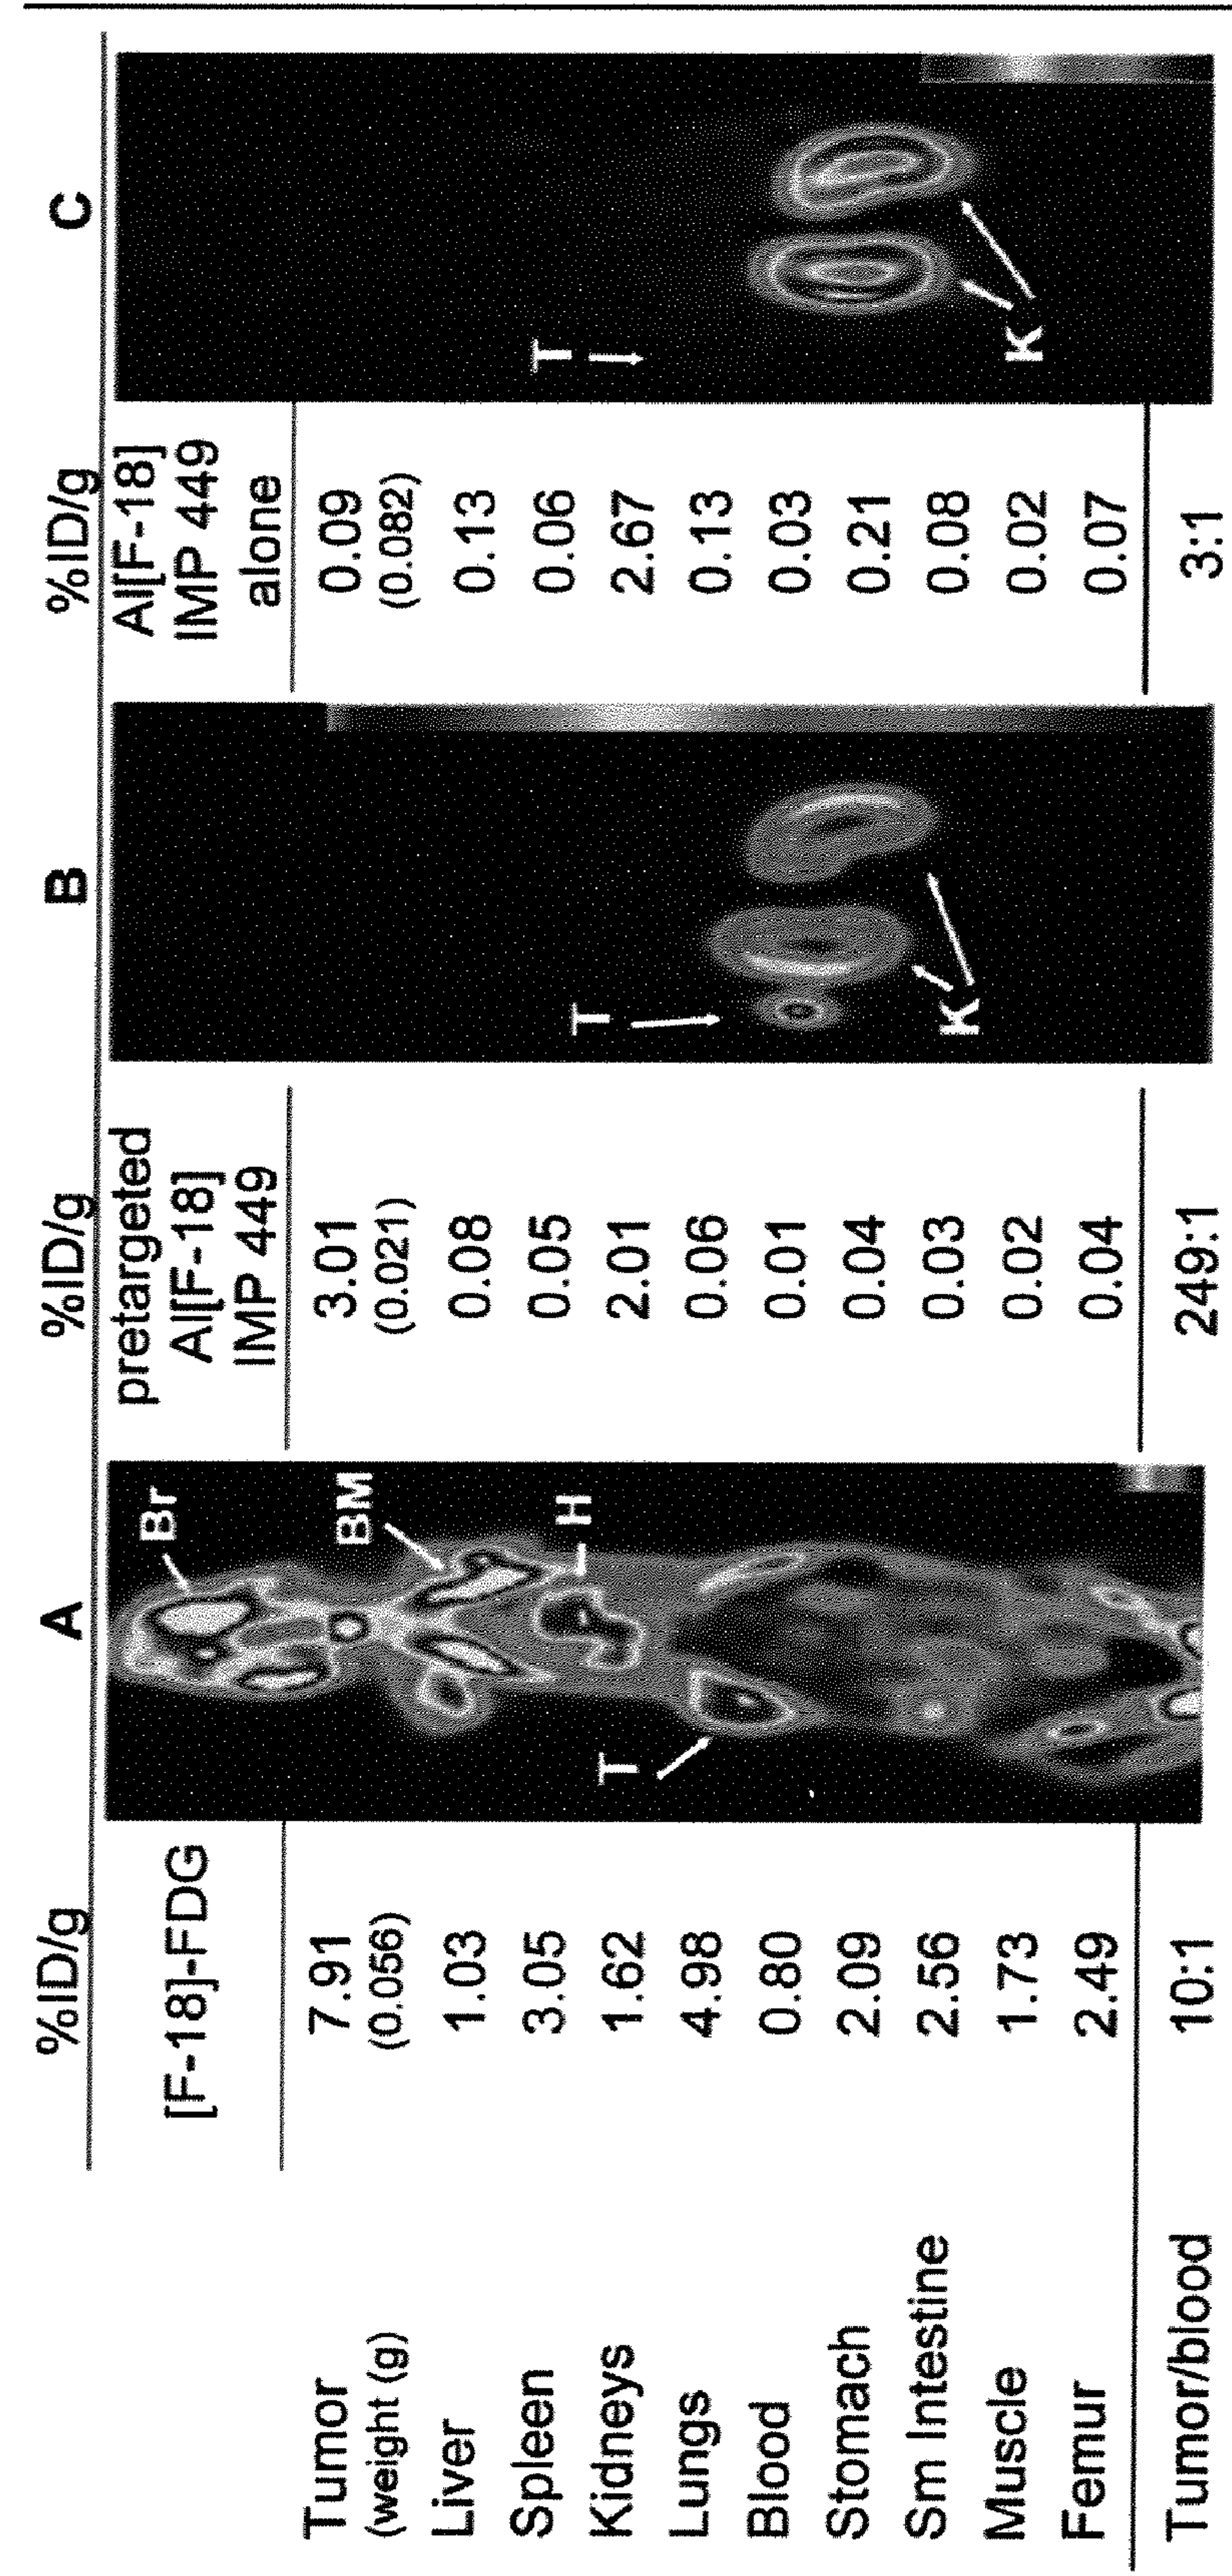 %ID/g A %ID/g B %ID/g C
[F-18]-FDG
pretargeted
Al[F-18]
IMP 449
Al[F-18]
IMP 449
alone
Tumor 7.91 3.01 0.09
(weight (g) (0.056) (0.021) (0.082)
Liver 1.03 0.08 0.13
Spleen 3.05 0.05 0.06
Kidneys 1.62 2.01 2.67
Lungs 4.98 0.06 0.13
Blood 0.80 0.01 0.03
Stomach 2.09 0.04 0.21
Sm Intestine 2.56 0.03 0.08
Muscle 1.73 0.02 0.02
Femur 2.49 0.04 0.07
Tumor/blood 10:1 249:1 3:1
Br
BM
H
T
T
K
T
K